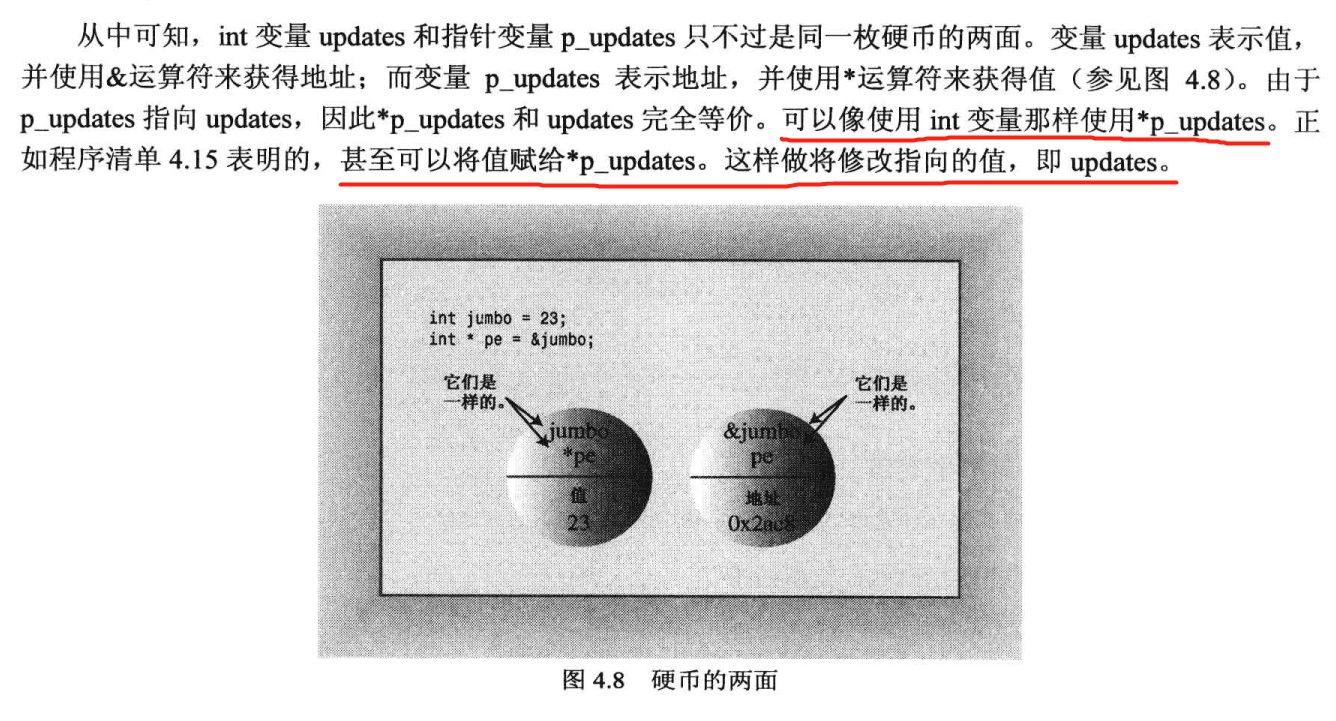 从中可知，int 变量 updates 和指针变量 p_updates 只不过是同一枚硬币的两面。变量 updates 表示值，
并使用&运算符来获得地址；而变量 p_updates 表示地址，并使用*运算符来获得值（参见图 4.8）。由于
p_updates 指向 updates，因此*p_updates 和 updates 完全等价。可以像使用 int 变量那样使用*p_updates。正
如程序清单 4.15 表明的，甚至可以将值赋给*p_updates。这样做将修改指向的值，即 updates。
int jumbo = 23;
int * pe = &jumbo;
它们是
一样的。
jumbo
*pe
值
23
&jumbo
pe
地址
0x2ac8
它们是
一样的。
图 4.8 硬币的两面